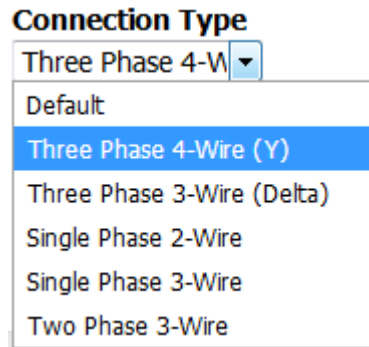 Connection Type
Three Phase 4-W
Default
Three Phase 4-Wire (Y)
Three Phase 3-Wire (Delta)
Single Phase 2-Wire
Single Phase 3-Wire
Two Phase 3-Wire